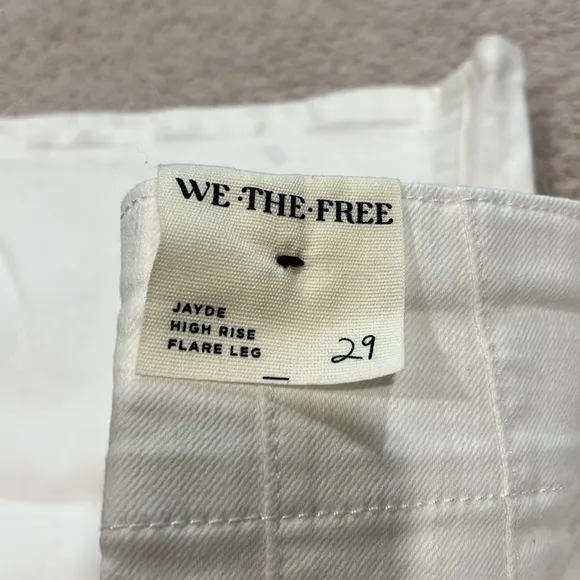 WE·THE·FREE
JAYDE
HIGH RISE
FLARE LEG
29